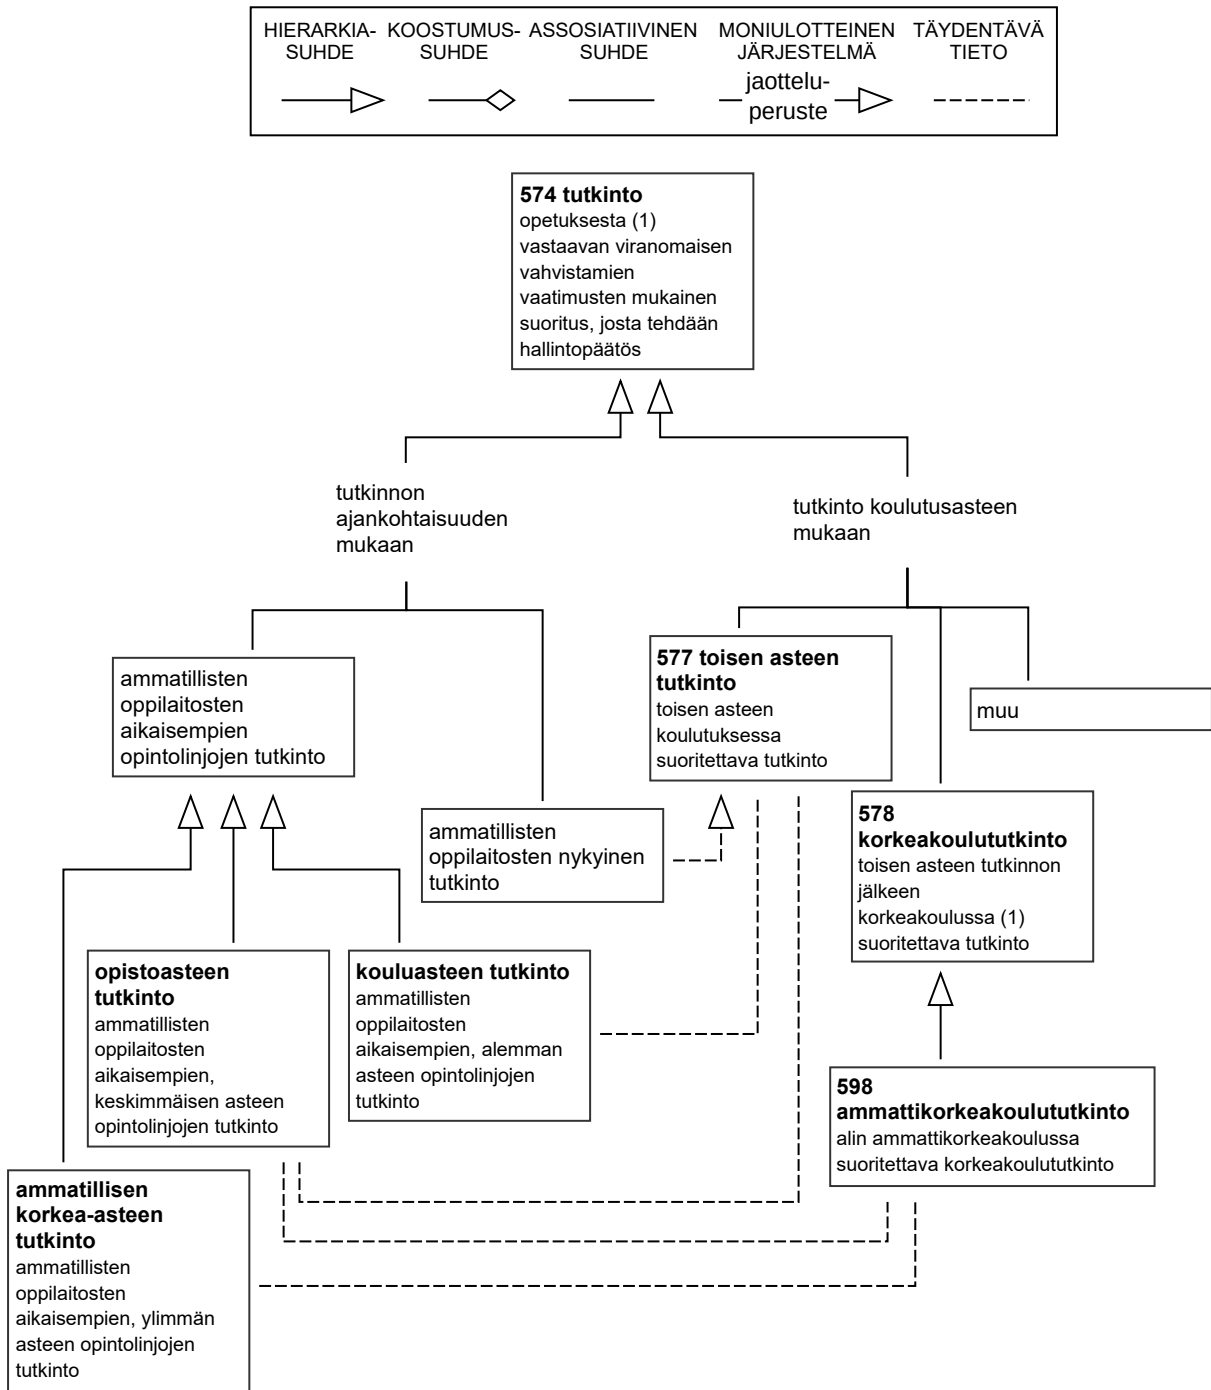 HIERARKIA-
SUHDE
KOOSTUMUS-
SUHDE
ASSOSIATIIVINEN
SUHDE
MONIULOTTEINEN
JÄRJESTELMÄ
jaottelu-
peruste
TÄYDENTÄVÄ
TIETO
574 tutkinto
opetuksesta (1)
vastaavan viranomaisen
vahvistamien
vaatimusten mukainen
suoritus, josta tehdään
hallintopäätös
tutkinnon
ajankohtaisuuden
mukaan
tutkinto koulutusasteen
mukaan
ammatillisten
oppilaitosten
aikaisempien
opintolinjojen tutkinto
577 toisen asteen
tutkinto
toisen asteen
koulutuksessa
suoritettava tutkinto
muu
ammatillisten
oppilaitosten nykyinen
tutkinto
578
korkeakoulututkinto
toisen asteen tutkinnon
jälkeen
korkeakoulussa (1)
suoritettava tutkinto
opistoasteen
tutkinto
ammatillisten
oppilaitosten
aikaisempien,
keskimmäisen asteen
opintolinjojen tutkinto
kouluasteen tutkinto
ammatillisten
oppilaitosten
aikaisempien, alemman
asteen opintolinjojen
tutkinto
598
ammattikorkeakoulututkinto
alin ammattikorkeakoulussa
suoritettava korkeakoulututkinto
ammatillisen
korkea-asteen
tutkinto
ammatillisten
oppilaitosten
aikaisempien, ylimmän
asteen opintolinjojen
tutkinto